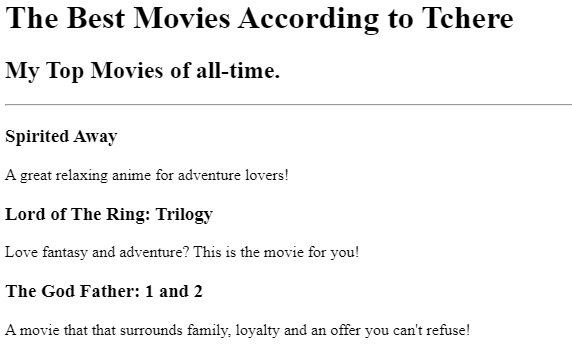 The Best Movies According to Tchere
My Top Movies of all-time.
Spirited Away
A great relaxing anime for adventure lovers!
Lord of The Ring: Trilogy
Love fantasy and adventure? This is the movie for you!
The God Father: 1 and 2
A movie that that surrounds family, loyalty and an offer you can't refuse!